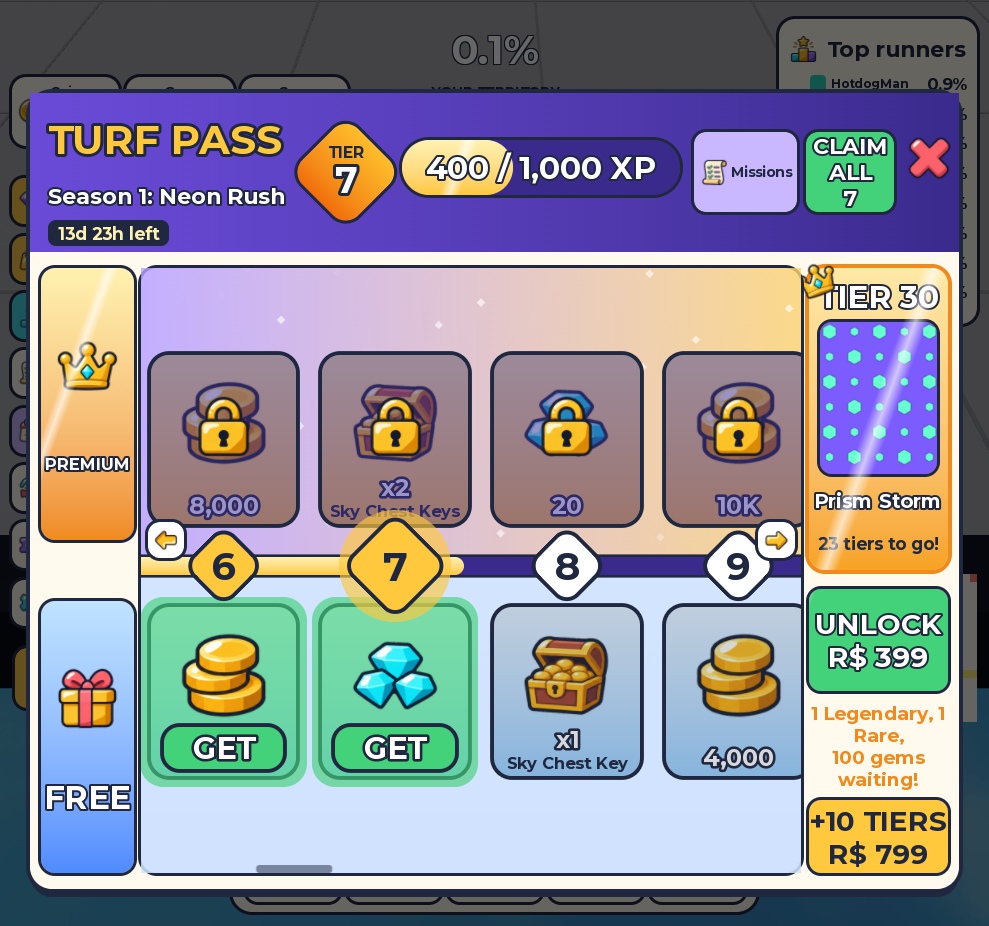 0.1%
YOUR TERRITORY
Top runners
HotdogMan 0.9%
TURF PASS
Season 1: Neon Rush
13d 23h left
TIER
7
400 / 1,000 XP
Missions
CLAIM
ALL
7
PREMIUM
8,000
x2
Sky Chest Keys
20
10K
TIER 30
Prism Storm
23 tiers to go!
6
7
8
9
FREE
GET
GET
x1
Sky Chest Key
4,000
UNLOCK
R$ 399
1 Legendary, 1
Rare,
100 gems
waiting!
+10 TIERS
R$ 799